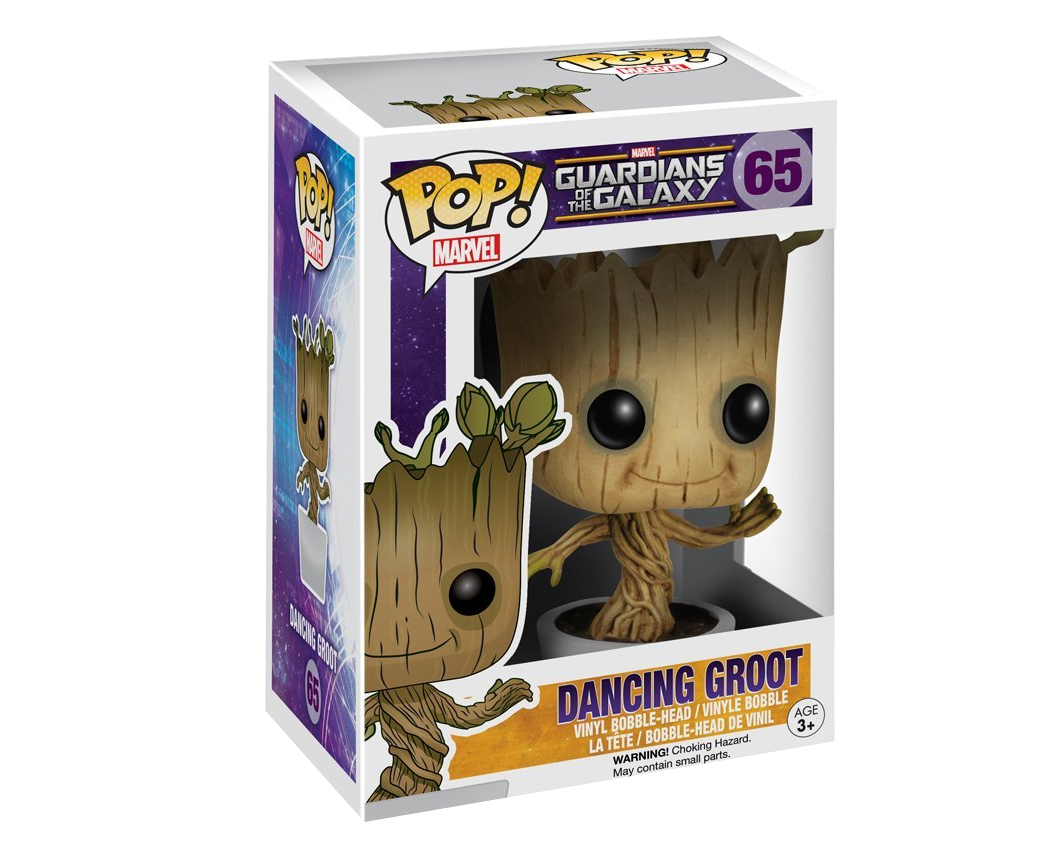 POP!
MARVEL
POP!
MARVEL
MARVEL
GUARDIANS
OF
THE GALAXY
65
POP!
MARVEL
DANCING GROOT
65
DANCING GROOT
VINYL BOBBLE-HEAD / VINYLE BOBBLE
LA TÊTE / BOBBLE-HEAD DE VINIL
AGE
3+
WARNING! Choking Hazard.
May contain small parts.